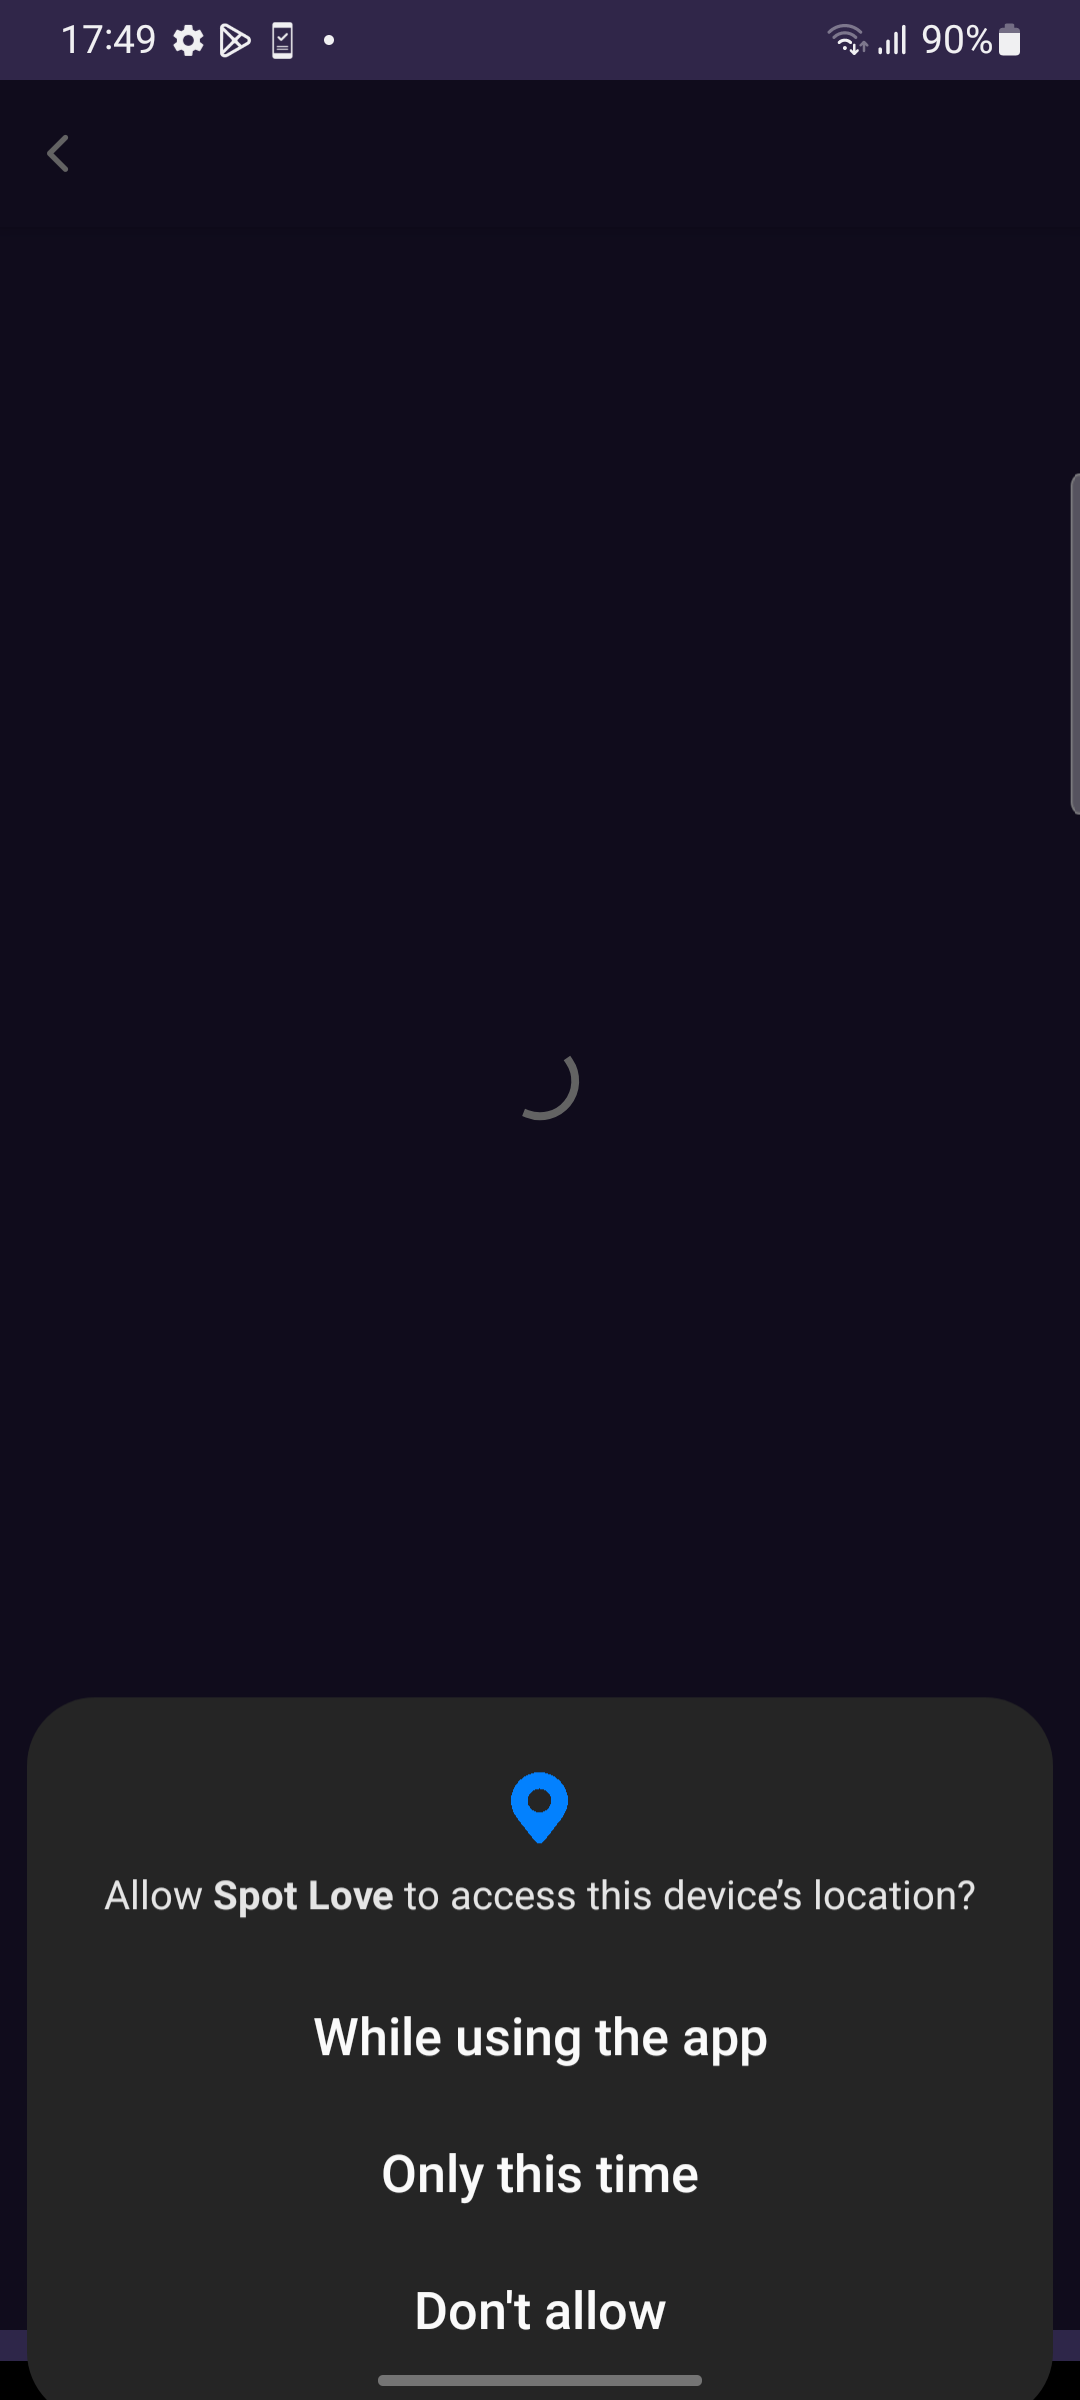 17:49 90%
Allow Spot Love to access this device’s location?
While using the app
Only this time
Don't allow